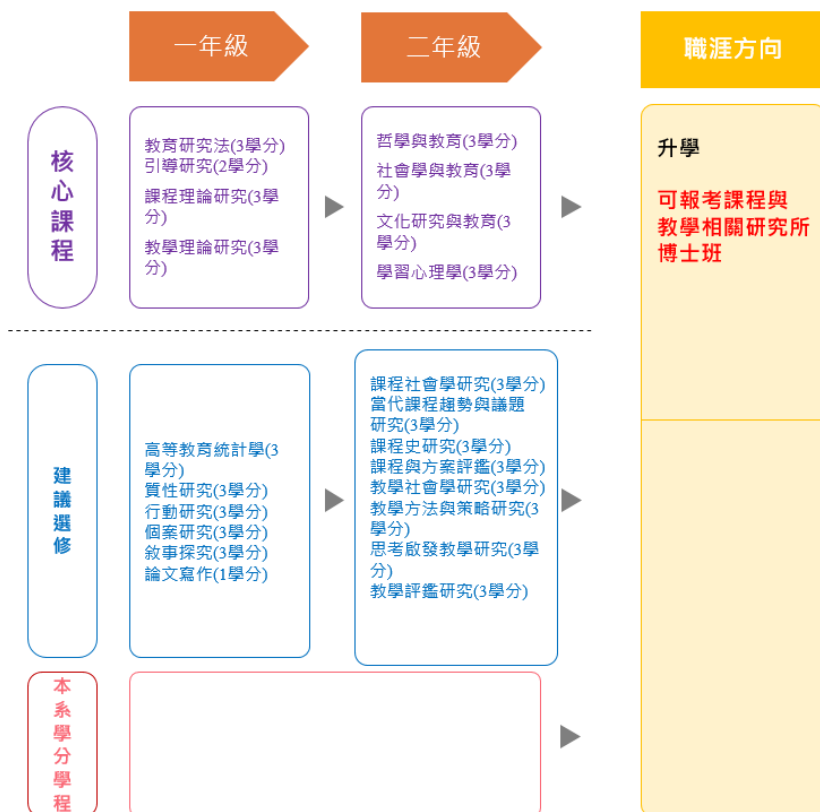 一年級
二年級
職涯方向
核心課程
教育研究法(3學分)
引導研究(2學分)
課程理論研究(3學
分)
教學理論研究(3學
分)
哲學與教育(3學分)
社會學與教育(3學
分)
文化研究與教育(3
學分)
學習心理學(3學分)
升學
可報考課程與
教學相關研究所
博士班
建議選修
高等教育統計學(3
學分)
質性研究(3學分)
行動研究(3學分)
個案研究(3學分)
敘事探究(3學分)
論文寫作(1學分)
課程社會學研究(3學分)
當代課程趨勢與議題
研究(3學分)
課程史研究(3學分)
課程與方案評鑑(3學分)
教學社會學研究(3學分)
教學方法與策略研究(3
學分)
思考啟發教學研究(3學
分)
教學評鑑研究(3學分)
本系學分學程